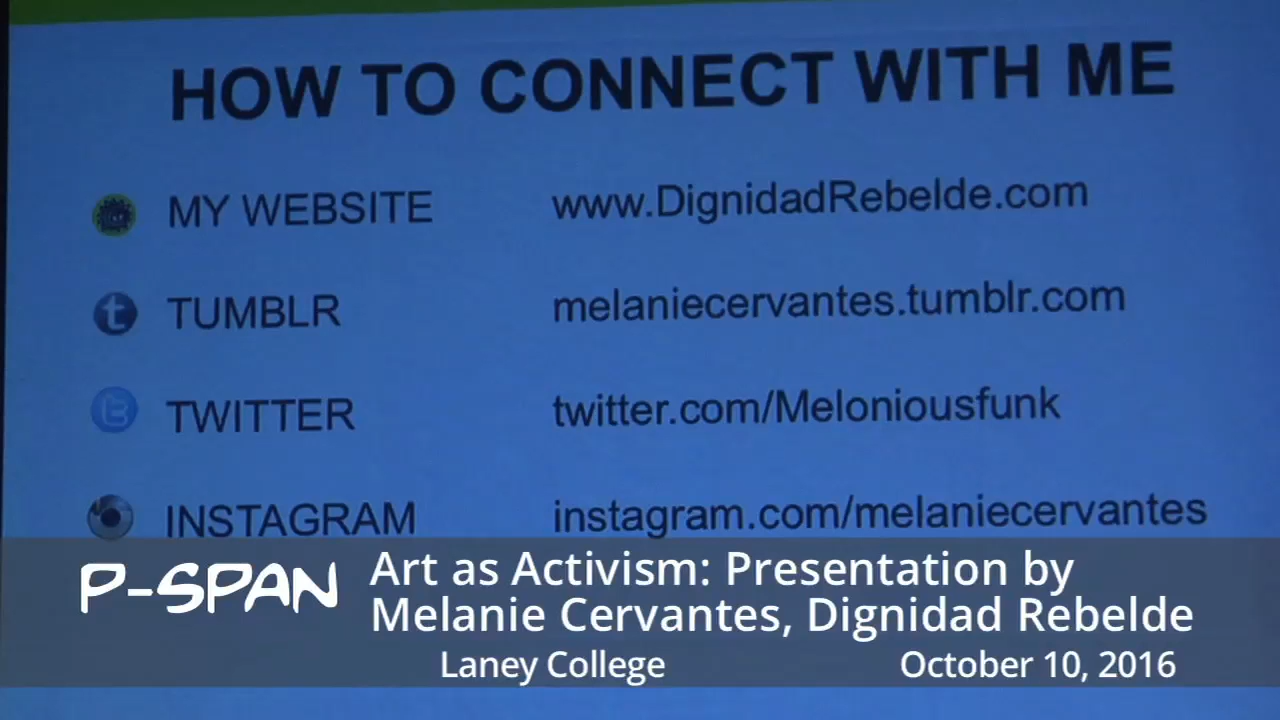 HOW TO CONNECT WITH ME
MY WEBSITE www.DignidadRebelde.com
TUMBLR melaniecervantes.tumblr.com
TWITTER twitter.com/Meloniousfunk
INSTAGRAM instagram.com/melaniecervantes
P-SPAN
Art as Activism: Presentation by
Melanie Cervantes, Dignidad Rebelde
Laney College October 10, 2016